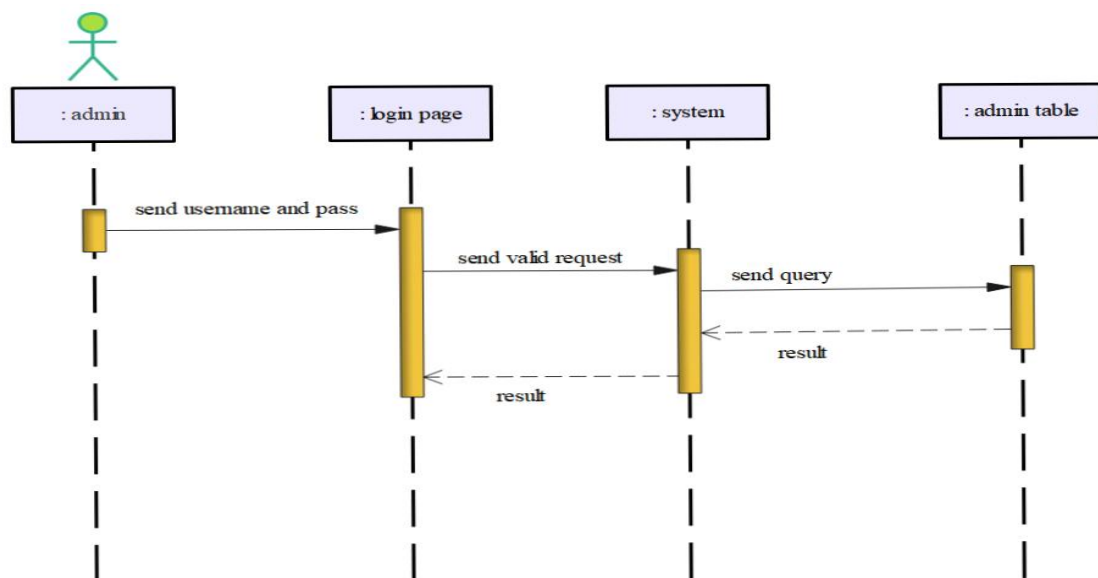 : admin
: login page
: system
: admin table
send username and pass
send valid request
send query
result
result